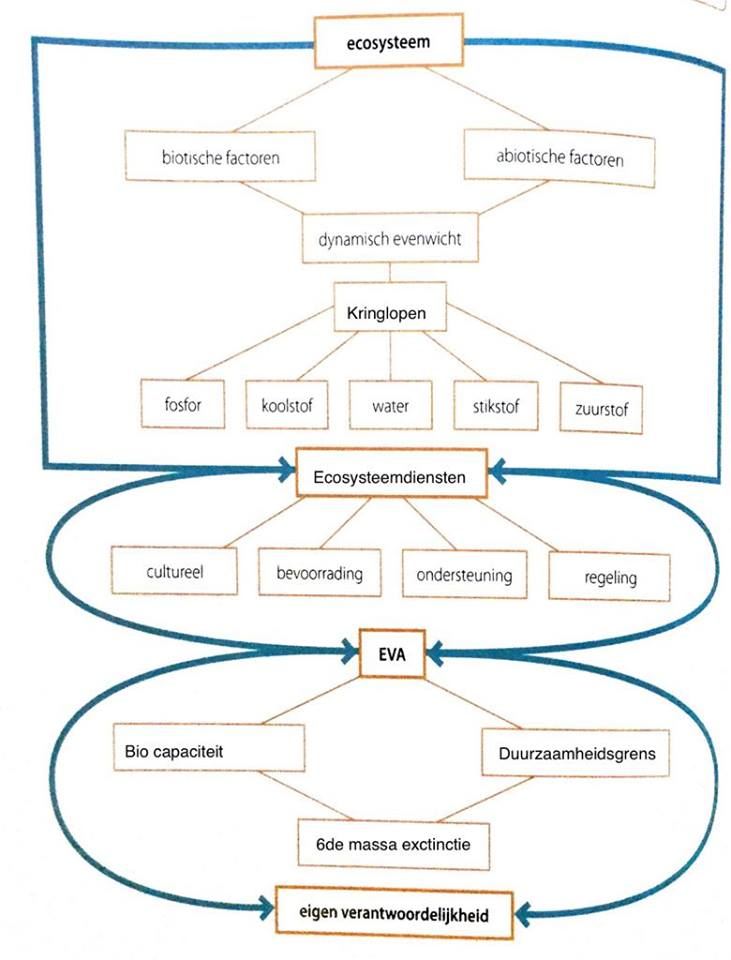 ecosysteem
biotische factoren
abiotische factoren
dynamisch evenwicht
Kringlopen
fosfor
koolstof
water
stikstof
zuurstof
Ecosysteemdiensten
cultureel
bevoorrading
ondersteuning
regeling
EVA
Bio capaciteit
Duurzaamheidsgrens
6de massa exctinctie
eigen verantwoordelijkheid